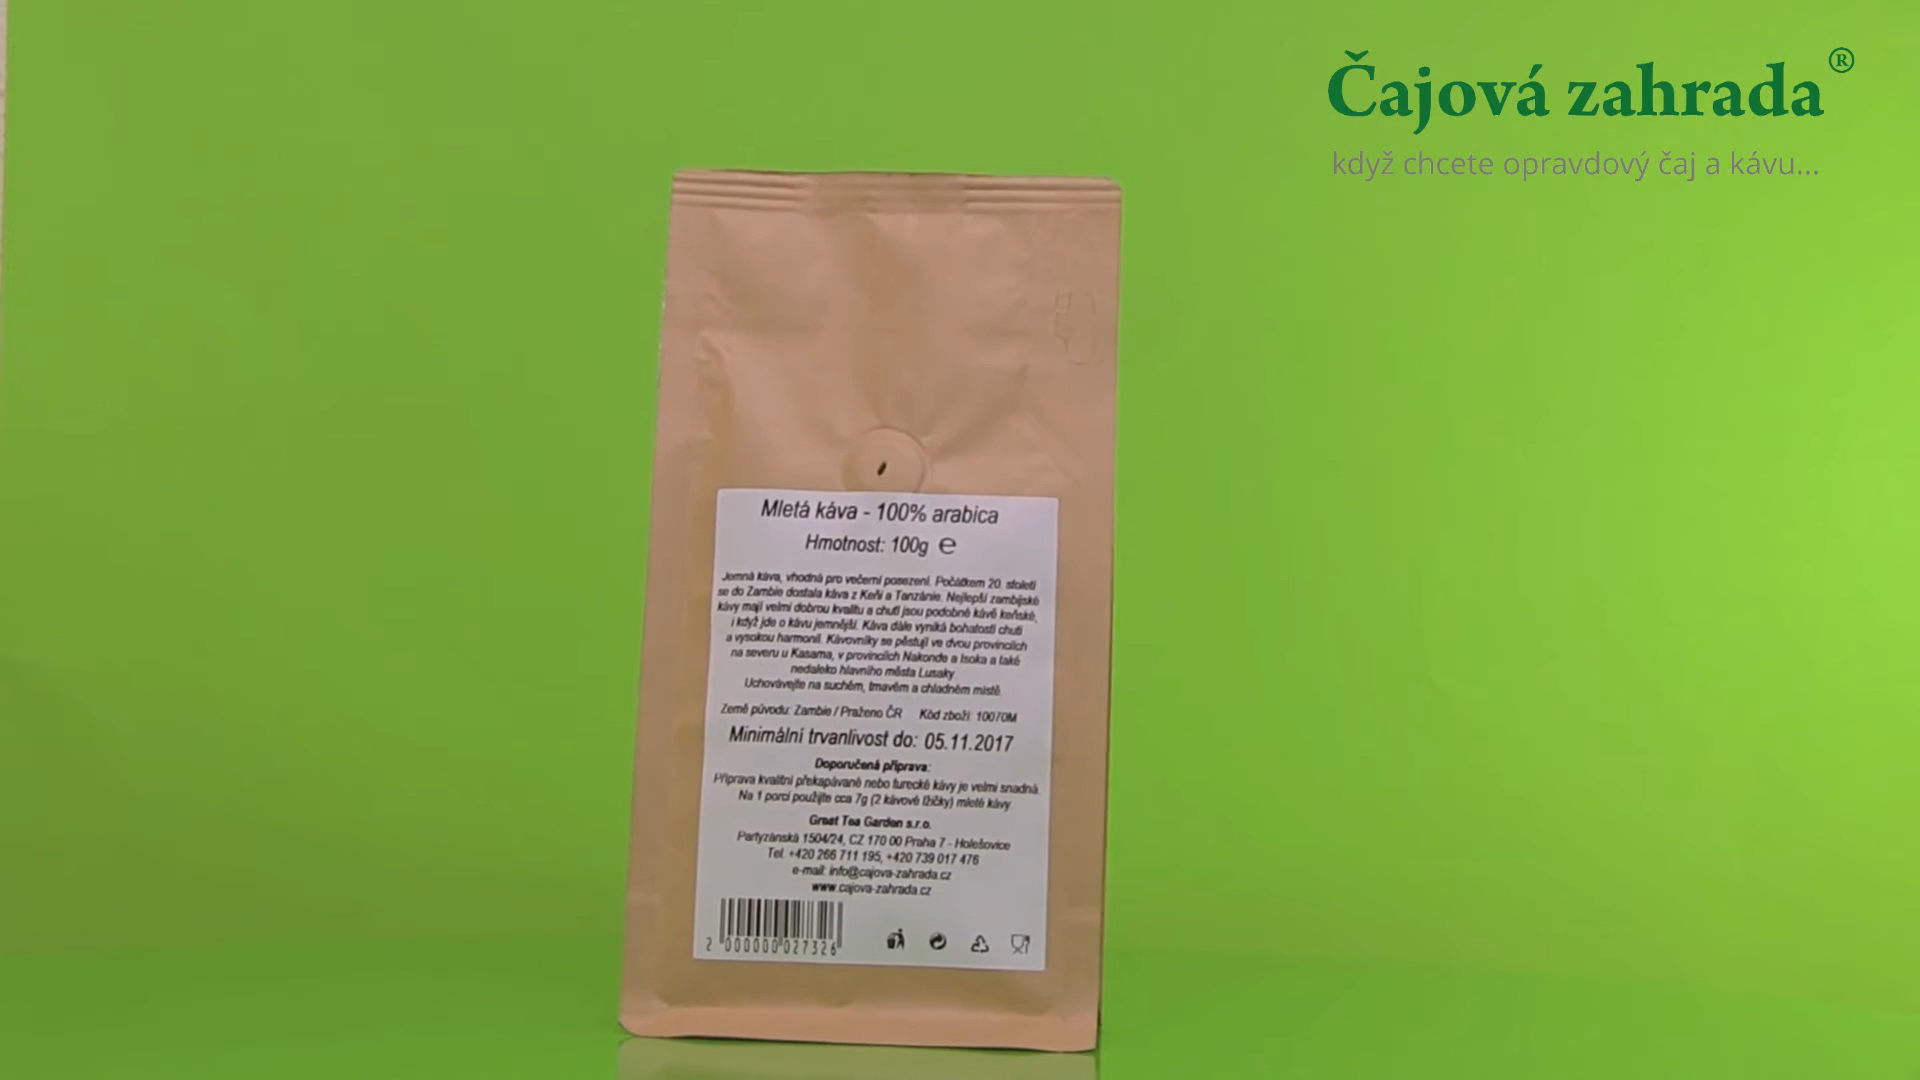 Čajová zahrada®
když chcete opravdový čaj a kávu...
Mletá káva - 100% arabica
Hmotnost: 100g ℮
Jemná káva, vhodná pro večerní posezení. Počátkem 20. století
se do Zambie dostala káva z Keňi a Tanzánie. Nejlepší zambijské
kávy mají velmi dobrou kvalitu a chutí jsou podobné kávě keňské,
i když jde o kávu jemnější. Káva dále vyniká bohatostí chuti
a vysokou harmonií. Kávovníky se pěstují ve dvou provinciích
na severu u Kasama, v provinciích Nakonde a Isoka a také
nedaleko hlavního města Lusaky.
Uchovávejte na suchém, tmavém a chladném místě.
Země původu: Zambie / Praženo ČR Kód zboží: 10070M
Minimální trvanlivost do: 05.11.2017
Doporučená příprava:
Příprava kvalitní překapávané nebo turecké kávy je velmi snadná.
Na 1 porci použijte cca 7g (2 kávové lžičky) mleté kávy.
Great Tea Garden s.r.o.
Partyzánská 1504/24, CZ 170 00 Praha 7 - Holešovice
Tel. +420 266 711 195, +420 739 017 476
e-mail: info@cajova-zahrada.cz
www.cajova-zahrada.cz
2 000000 027326